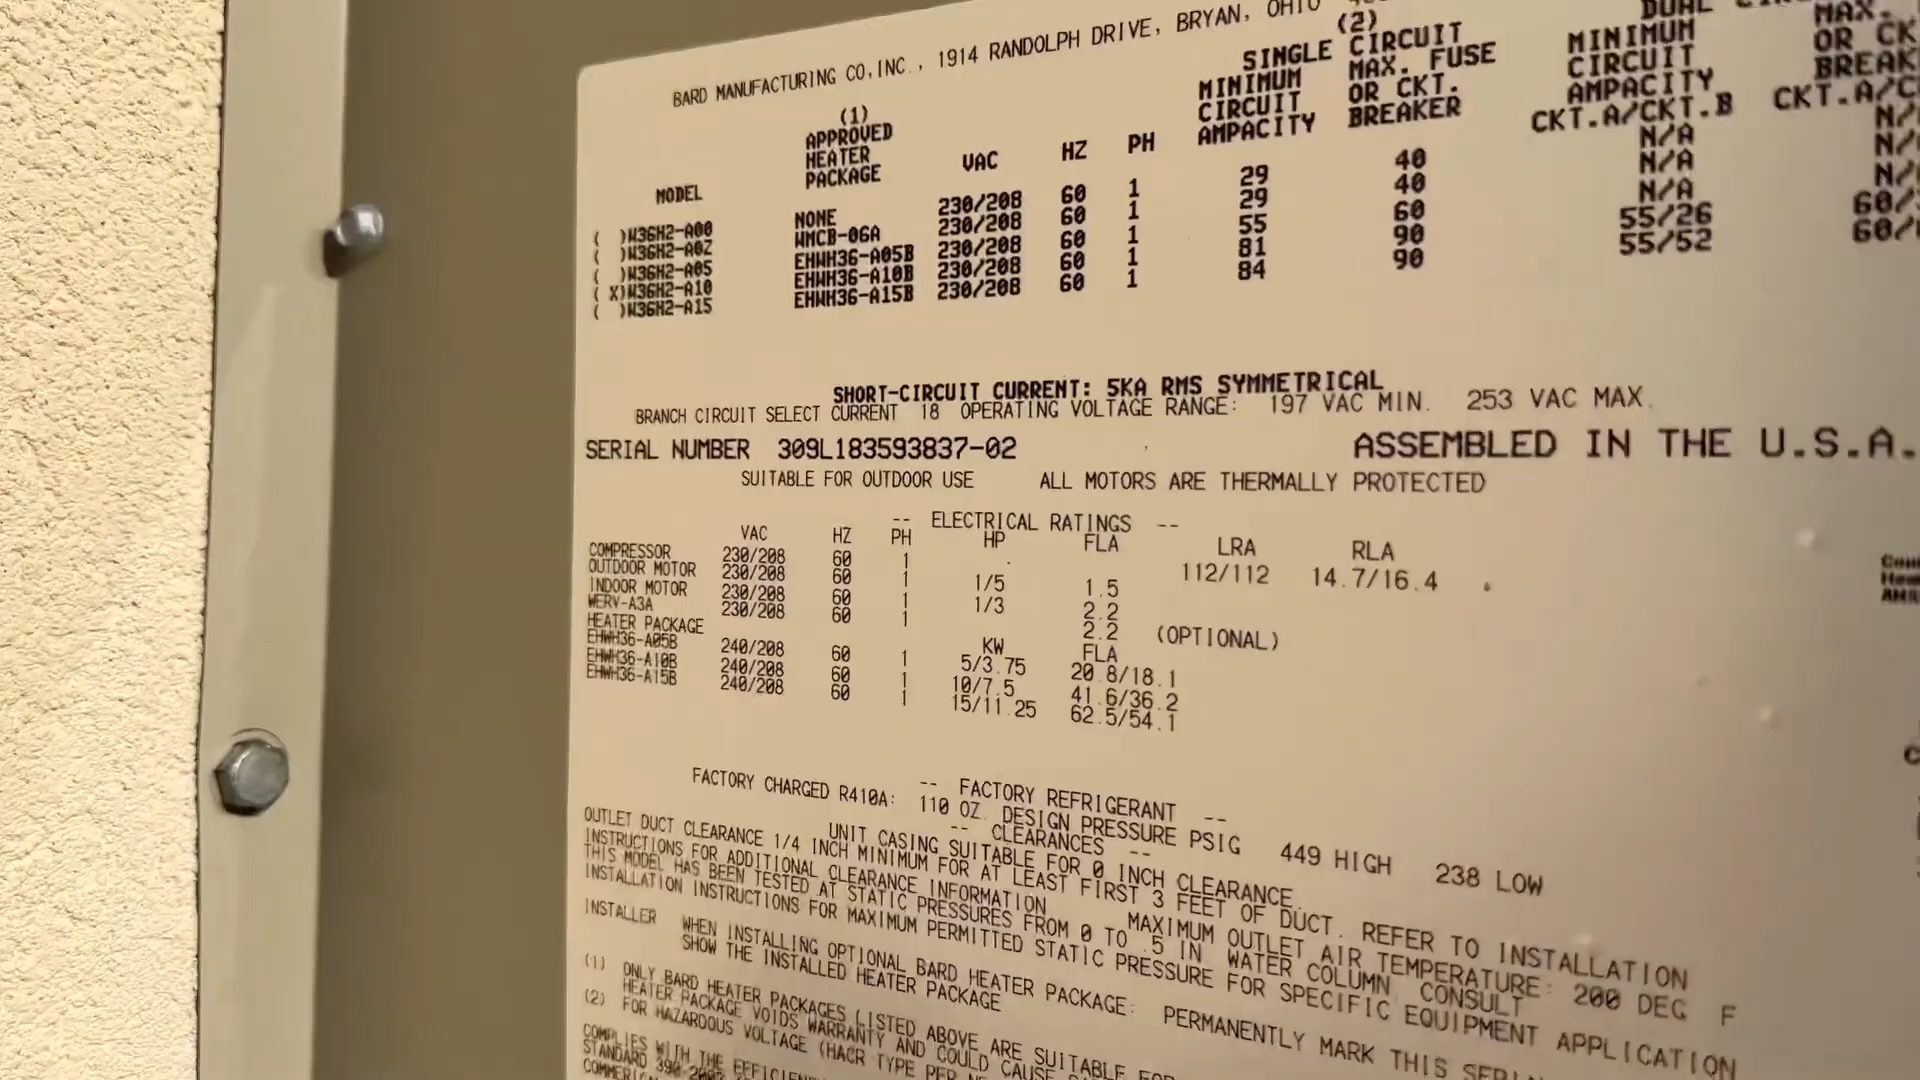 BARD MANUFACTURING CO,INC., 1914 RANDOLPH DRIVE, BRYAN, OHIO
(1) APPROVED HEATER PACKAGE
(2)
SINGLE CIRCUIT
MINIMUM CIRCUIT AMPACITY
MAX. FUSE OR CKT. BREAKER
MINIMUM CIRCUIT AMPACITY CKT.A/CKT.B
MAX. OR CKT.A/
MODEL VAC HZ PH
( )W36H2-A00 NONE 230/208 60 1 29 40 N/A
( )W36H2-A0Z WMCB-06A 230/208 60 1 29 40 N/A
( )W36H2-A05 EHWH36-A05B 230/208 60 1 55 60 N/A
( X)W36H2-A10 EHWH36-A10B 230/208 60 1 81 90 55/26 60/
( )W36H2-A15 EHWH36-A15B 230/208 60 1 84 90 55/52 60/
SHORT-CIRCUIT CURRENT: 5KA RMS SYMMETRICAL
BRANCH CIRCUIT SELECT CURRENT 18 OPERATING VOLTAGE RANGE: 197 VAC MIN. 253 VAC MAX.
SERIAL NUMBER 309L183593837-02 ASSEMBLED IN THE U.S.A.
SUITABLE FOR OUTDOOR USE ALL MOTORS ARE THERMALLY PROTECTED
-- ELECTRICAL RATINGS --
VAC HZ PH HP FLA LRA RLA
COMPRESSOR 230/208 60 1 112/112 14.7/16.4
OUTDOOR MOTOR 230/208 60 1 1/5 1.5
INDOOR MOTOR 230/208 60 1 1/3 2.2
WERV-A3A 230/208 60 1 2.2 (OPTIONAL)
HEATER PACKAGE KW FLA
EHWH36-A05B 240/208 60 1 5/3.75 20.8/18.1
EHWH36-A10B 240/208 60 1 10/7.5 41.6/36.2
EHWH36-A15B 240/208 60 1 15/11.25 62.5/54.1
-- FACTORY REFRIGERANT --
FACTORY CHARGED R410A: 110 OZ. DESIGN PRESSURE PSIG 449 HIGH 238 LOW
-- CLEARANCES --
UNIT CASING SUITABLE FOR 0 INCH CLEARANCE.
OUTLET DUCT CLEARANCE 1/4 INCH MINIMUM FOR AT LEAST FIRST 3 FEET OF DUCT. REFER TO INSTALLATION
INSTRUCTIONS FOR ADDITIONAL CLEARANCE INFORMATION MAXIMUM OUTLET AIR TEMPERATURE: 200 DEG F
THIS MODEL HAS BEEN TESTED AT STATIC PRESSURES FROM 0 TO .5 IN WATER COLUMN CONSULT
INSTALLATION INSTRUCTIONS FOR MAXIMUM PERMITTED STATIC PRESSURE FOR SPECIFIC EQUIPMENT APPLICATION
INSTALLER WHEN INSTALLING OPTIONAL BARD HEATER PACKAGE: PERMANENTLY MARK THIS
SHOW THE INSTALLED HEATER PACKAGE
(1) ONLY BARD HEATER PACKAGES LISTED ABOVE ARE SUITABLE
HEATER PACKAGE VOIDS WARRANTY AND COULD CAUSE
(2) FOR HAZARDOUS VOLTAGE (HACR TYPE PER
COMPLIES WITH THE
STANDARD 390